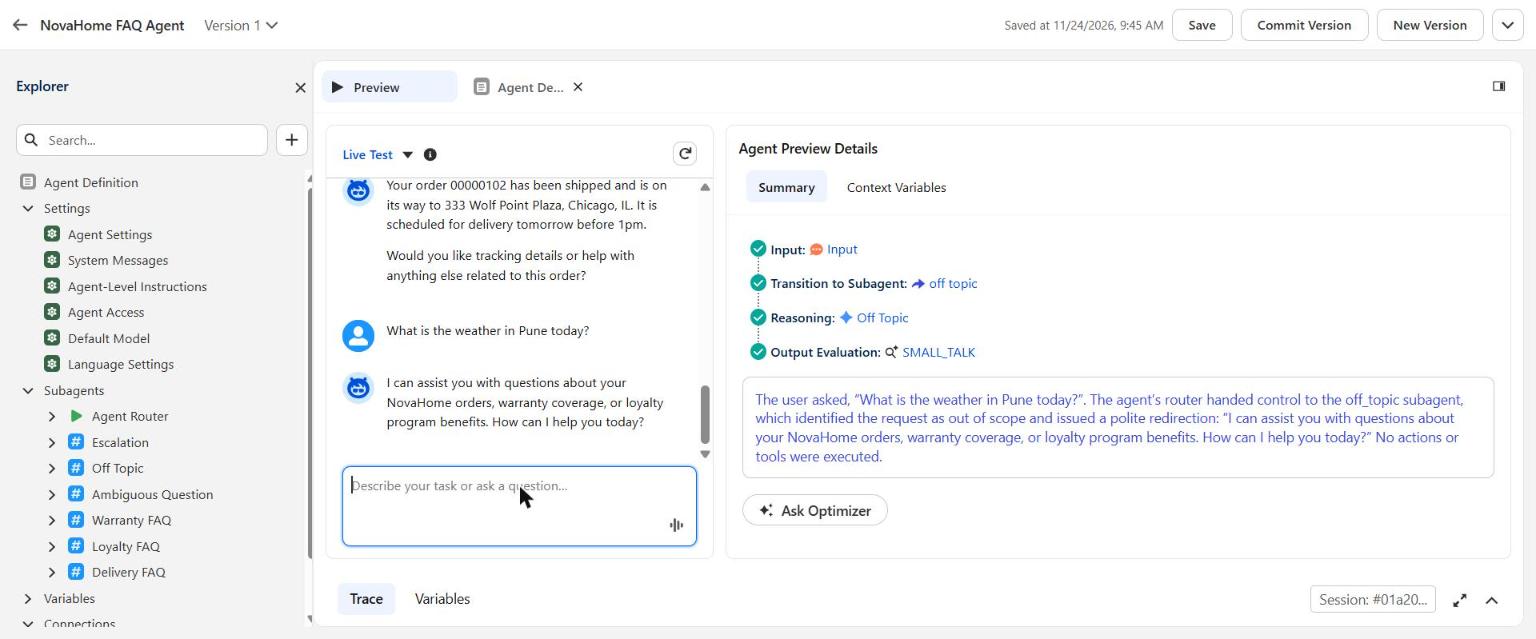 NovaHome FAQ Agent
Version 1
Saved at 11/24/2026, 9:45 AM
Save
Commit Version
New Version
Explorer
Search...
Agent Definition
Settings
Agent Settings
System Messages
Agent-Level Instructions
Agent Access
Default Model
Language Settings
Subagents
Agent Router
Escalation
Off Topic
Ambiguous Question
Warranty FAQ
Loyalty FAQ
Delivery FAQ
Variables
Connections
Preview
Agent De...
Live Test
Your order 00000102 has been shipped and is on
its way to 333 Wolf Point Plaza, Chicago, IL. It is
scheduled for delivery tomorrow before 1pm.
Would you like tracking details or help with
anything else related to this order?
What is the weather in Pune today?
I can assist you with questions about your
NovaHome orders, warranty coverage, or loyalty
program benefits. How can I help you today?
Describe your task or ask a question...
Agent Preview Details
Summary
Context Variables
Input: Input
Transition to Subagent: off topic
Reasoning: Off Topic
Output Evaluation: SMALL_TALK
The user asked, “What is the weather in Pune today?”. The agent’s router handed control to the off_topic subagent,
which identified the request as out of scope and issued a polite redirection: “I can assist you with questions about
your NovaHome orders, warranty coverage, or loyalty program benefits. How can I help you today?” No actions or
tools were executed.
Ask Optimizer
Trace
Variables
Session: #01a20...